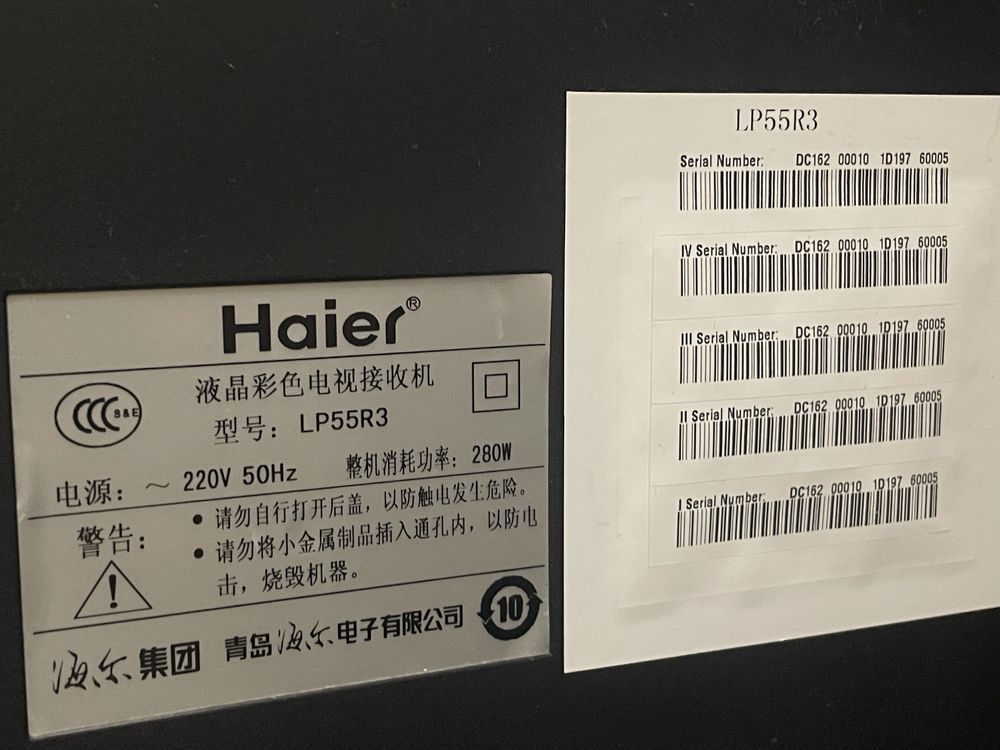 Haier®
液晶彩色电视接收机
型号: LP55R3
CCC S&E
电源: ～ 220V 50Hz 整机消耗功率: 280W
警告:
• 请勿自行打开后盖，以防触电发生危险。
• 请勿将小金属制品插入通孔内，以防电
击，烧毁机器。
海尔集团 青岛海尔电子有限公司
10
LP55R3
Serial Number: DC162 00010 1D197 60005
IV Serial Number: DC162 00010 1D197 60005
III Serial Number: DC162 00010 1D197 60005
II Serial Number: DC162 00010 1D197 60005
I Serial Number: DC162 00010 1D197 60005